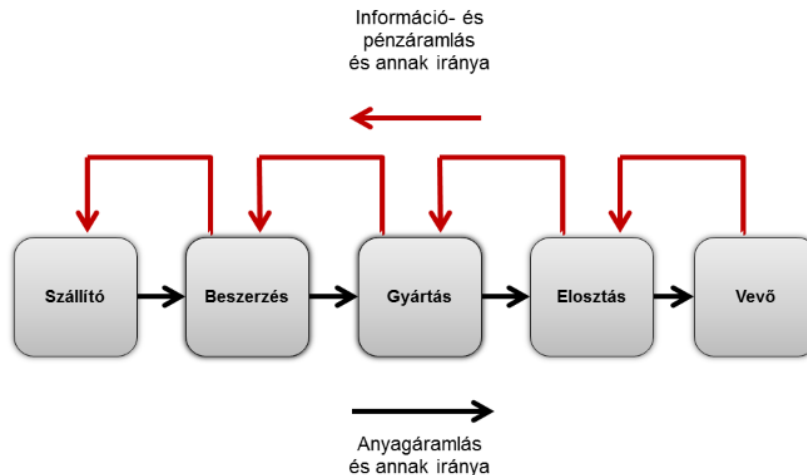 Információ- és
pénzáramlás
és annak iránya
Szállító
Beszerzés
Gyártás
Elosztás
Vevő
Anyagáramlás
és annak iránya